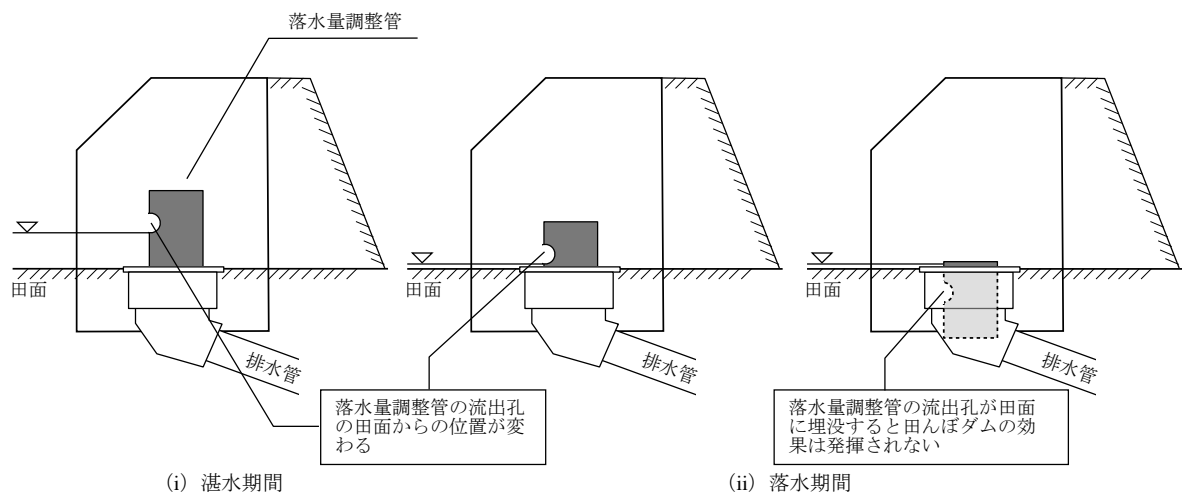 落水量調整管
田面
排水管
田面
排水管
田面
排水管
落水量調整管の流出孔
の田面からの位置が変
わる
落水量調整管の流出孔が田面
に埋没すると田んぼダムの効
果は発揮されない
(i) 湛水期間
(ii) 落水期間